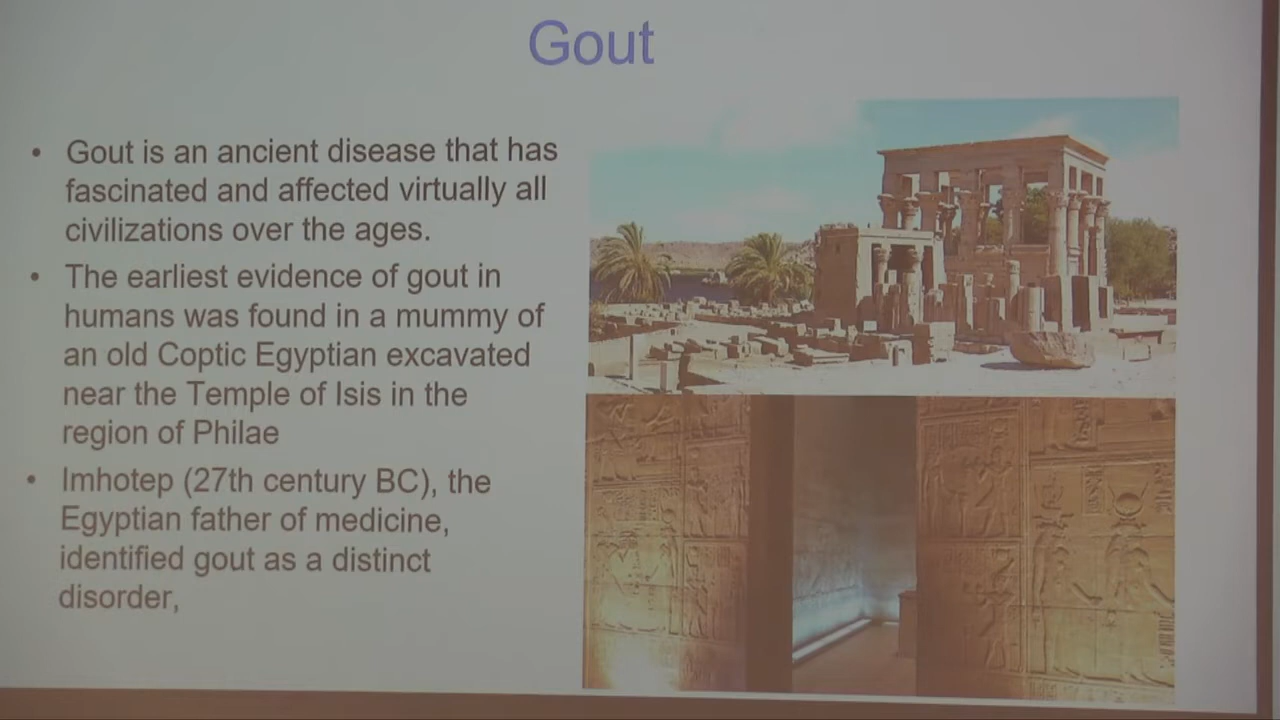 Gout
• Gout is an ancient disease that has
fascinated and affected virtually all
civilizations over the ages.
• The earliest evidence of gout in
humans was found in a mummy of
an old Coptic Egyptian excavated
near the Temple of Isis in the
region of Philae
• Imhotep (27th century BC), the
Egyptian father of medicine,
identified gout as a distinct
disorder,